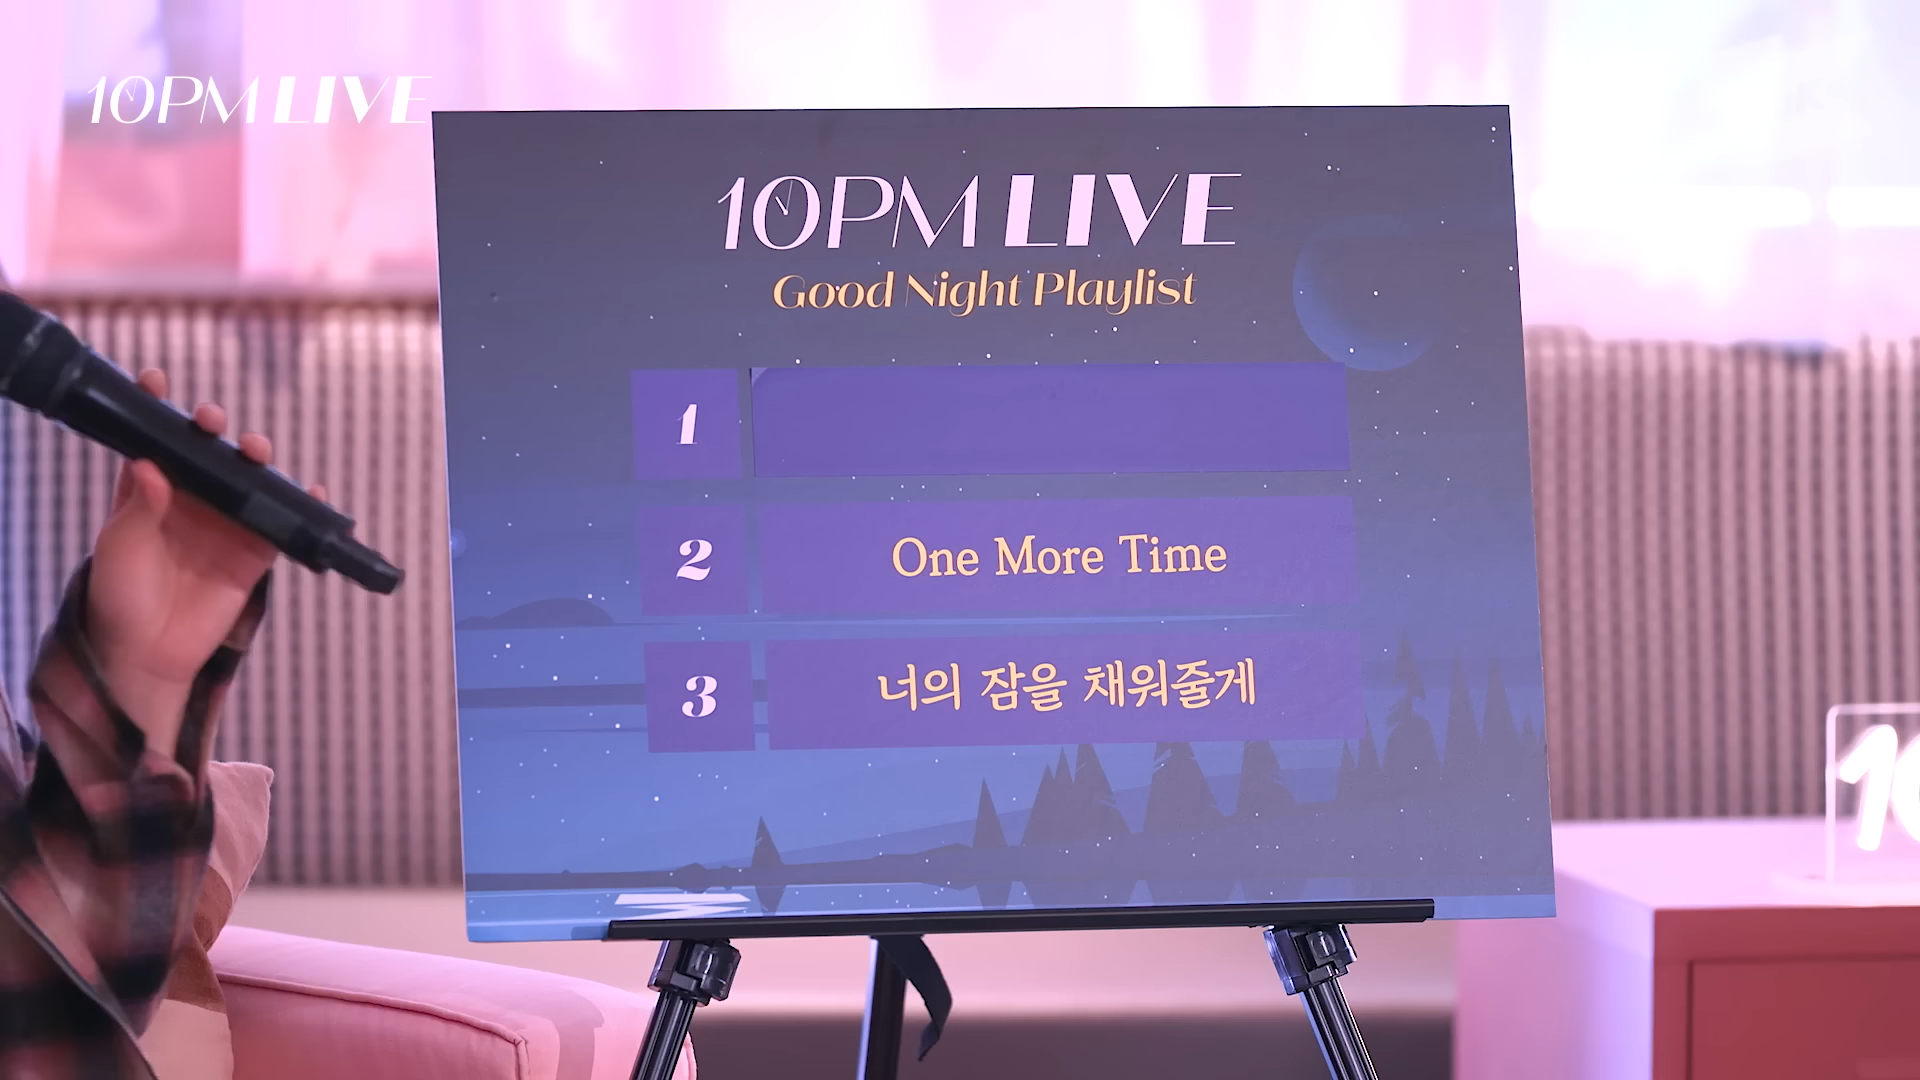 10PM LIVE
10PM LIVE
Good Night Playlist
1
2
One More Time
3
너의 잠을 채워줄게
10